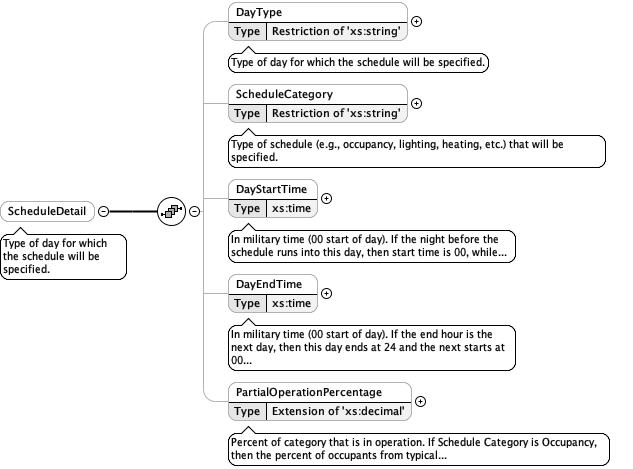 DayType
Type Restriction of 'xs:string'
Type of day for which the schedule will be specified.
ScheduleCategory
Type Restriction of 'xs:string'
Type of schedule (e.g., occupancy, lighting, heating, etc.) that will be
specified.
ScheduleDetail
Type of day for which
the schedule will be
specified.
DayStartTime
Type xs:time
In military time (00 start of day). If the night before the
schedule runs into this day, then start time is 00, while...
DayEndTime
Type xs:time
In military time (00 start of day). If the end hour is the
next day, then this day ends at 24 and the next starts at
00...
PartialOperationPercentage
Type Extension of 'xs:decimal'
Percent of category that is in operation. If Schedule Category is Occupancy,
then the percent of occupants from typical...